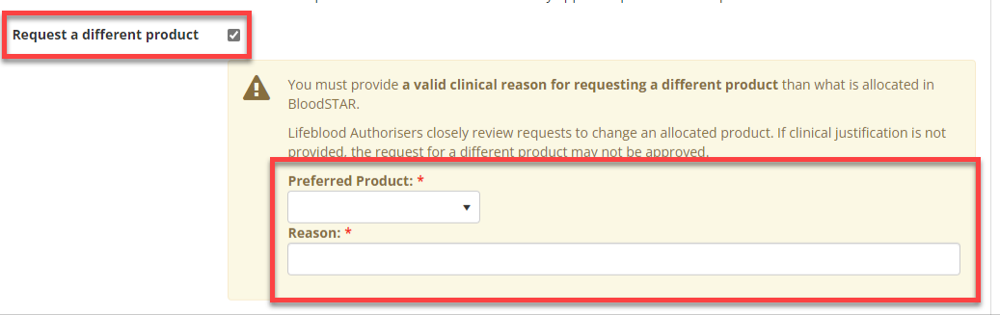 Request a different product
You must provide a valid clinical reason for requesting a different product than what is allocated in
BloodSTAR.
Lifeblood Authorisers closely review requests to change an allocated product. If clinical justification is not
provided, the request for a different product may not be approved.
Preferred Product: *
Reason: *